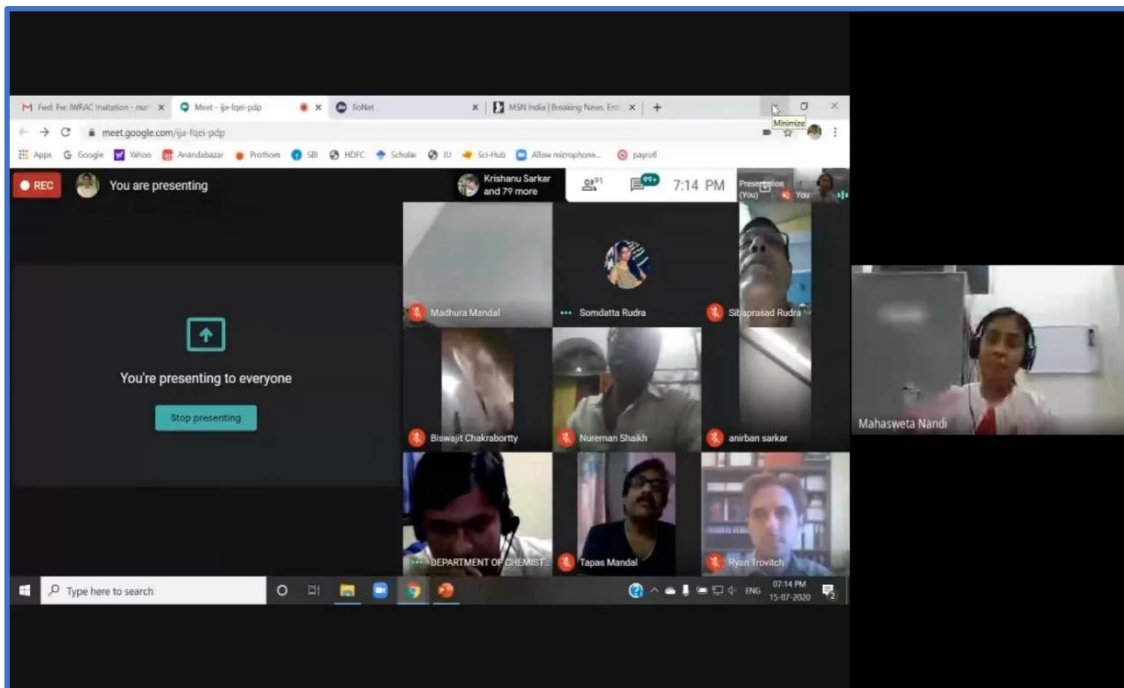 Fwd: Fw: IWRAC Invitation - ma
Meet - ija-fqei-pdp
JioNet
MSN India | Breaking News, Ent
meet.google.com/ija-fqei-pdp
Minimize
Apps Google Yahoo Anandabazar Prothom SBI HDFC Scholar JU Sci-Hub Allow microphone... payroll
REC
You are presenting
Krishanu Sarkar
and 79 more
91
99+
7:14 PM
Presentation
(You)
You
You're presenting to everyone
Stop presenting
Madhura Mandal
Somdatta Rudra
Sibaprasad Rudra
Biswajit Chakrabortty
Nureman Shaikh
anirban sarkar
DEPARTMENT OF CHEMIST...
Tapas Mandal
Ryan Trovitch
Mahasweta Nandi
Type here to search
ENG
07:14 PM
15-07-2020
2